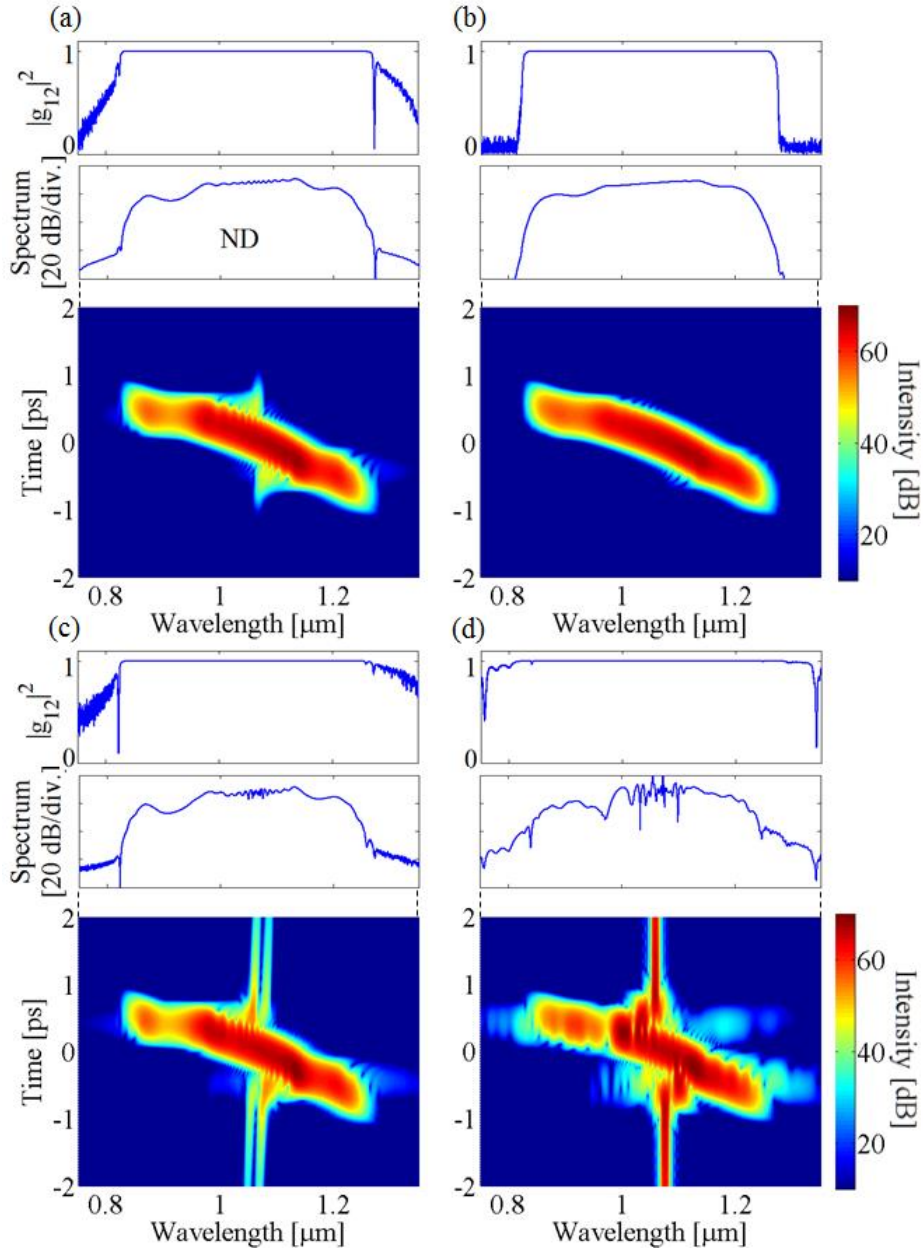 (a) (b)
1 1
|g12|²
0 0
Spectrum
[20 dB/div.]
ND
2 2
1 1
0 0
-1 -1
-2 -2
Time [ps]
0.8 1 1.2 0.8 1 1.2
Wavelength [μm] Wavelength [μm]
60
40
20
Intensity [dB]
(c) (d)
1 1
|g12|²
0 0
Spectrum
[20 dB/div.]
2 2
1 1
0 0
-1 -1
-2 -2
Time [ps]
0.8 1 1.2 0.8 1 1.2
Wavelength [μm] Wavelength [μm]
60
40
20
Intensity [dB]